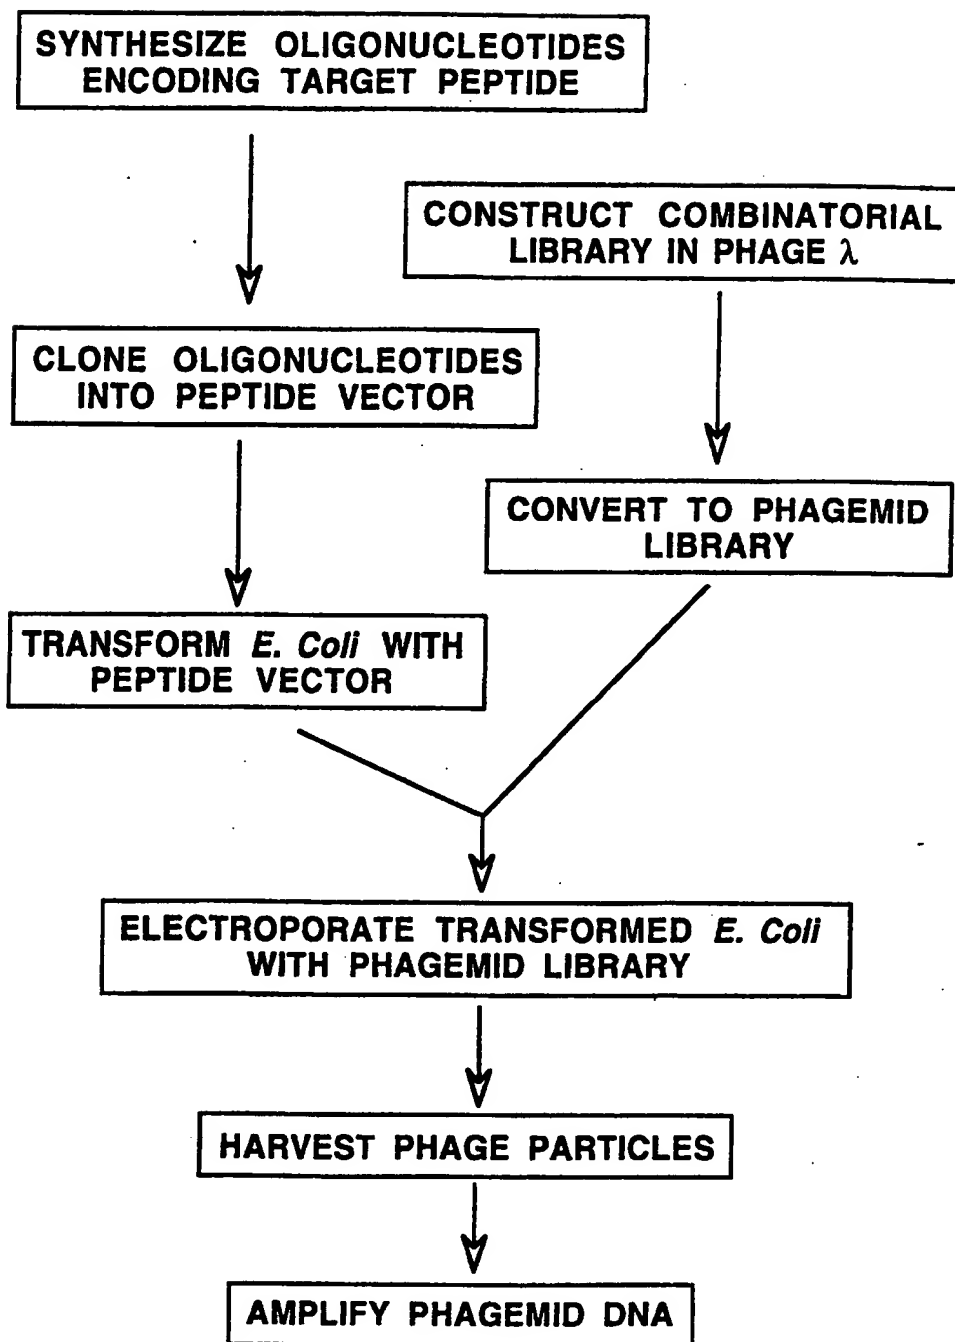 SYNTHESIZE OLIGONUCLEOTIDES
ENCODING TARGET PEPTIDE
CONSTRUCT COMBINATORIAL
LIBRARY IN PHAGE λ
CLONE OLIGONUCLEOTIDES
INTO PEPTIDE VECTOR
CONVERT TO PHAGEMID
LIBRARY
TRANSFORM E. Coli WITH
PEPTIDE VECTOR
ELECTROPORATE TRANSFORMED E. Coli
WITH PHAGEMID LIBRARY
HARVEST PHAGE PARTICLES
AMPLIFY PHAGEMID DNA